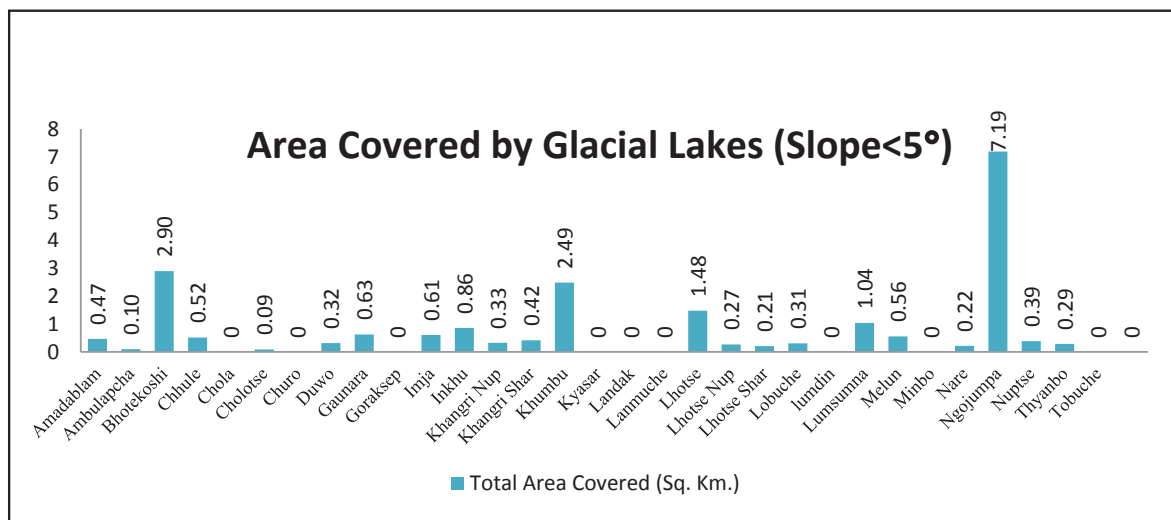 Area Covered by Glacial Lakes (Slope<5°)
8
7
6
5
4
3
2
1
0
0.47
0.10
2.90
0.52
0
0.09
0
0.32
0.63
0
0.61
0.86
0.33
0.42
2.49
0
0
0
1.48
0.27
0.21
0.31
0
1.04
0.56
0
0.22
7.19
0.39
0.29
0
0
Amadablam
Ambulapcha
Bhotekoshi
Chhule
Chola
Cholotse
Churo
Duwo
Gaunara
Goraksep
Imja
Inkhu
Khangri Nup
Khangri Shar
Khumbu
Kyasar
Landak
Lanmuche
Lhotse
Lhotse Nup
Lhotse Shar
Lobuche
lumdin
Lumsumna
Melun
Minbo
Nare
Ngojumpa
Nuptse
Thyanbo
Tobuche
Total Area Covered (Sq. Km.)